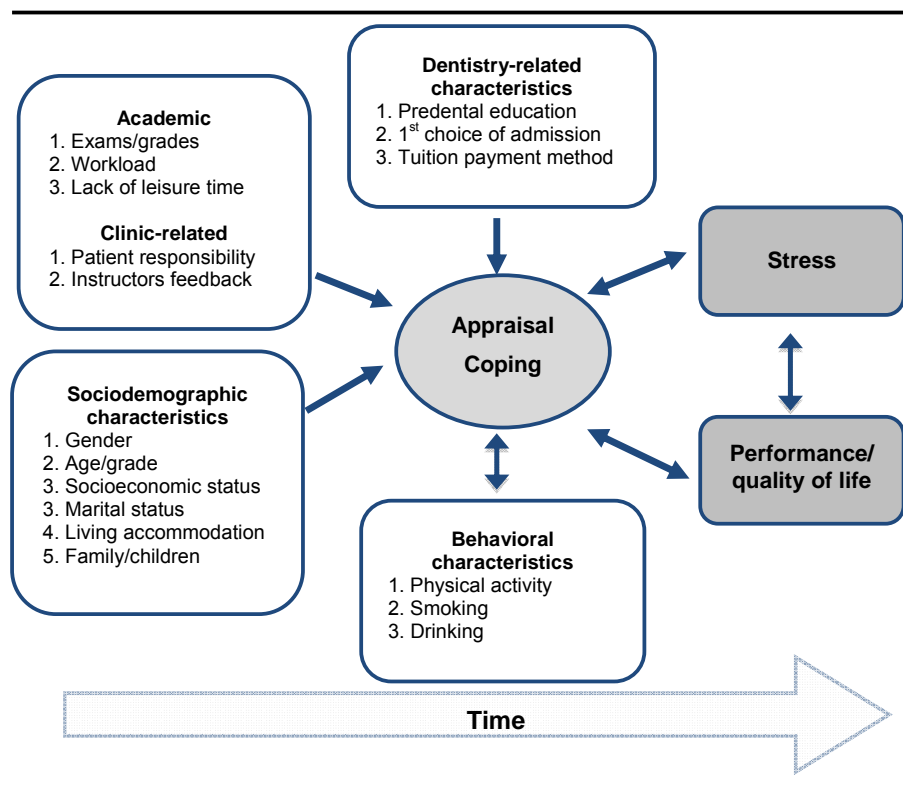 Academic
1. Exams/grades
2. Workload
3. Lack of leisure time
Clinic-related
1. Patient responsibility
2. Instructors feedback
Dentistry-related
characteristics
1. Predental education
2. 1st choice of admission
3. Tuition payment method
Stress
Appraisal
Coping
Sociodemographic
characteristics
1. Gender
2. Age/grade
3. Socioeconomic status
3. Marital status
4. Living accommodation
5. Family/children
Performance/
quality of life
Behavioral
characteristics
1. Physical activity
2. Smoking
3. Drinking
Time